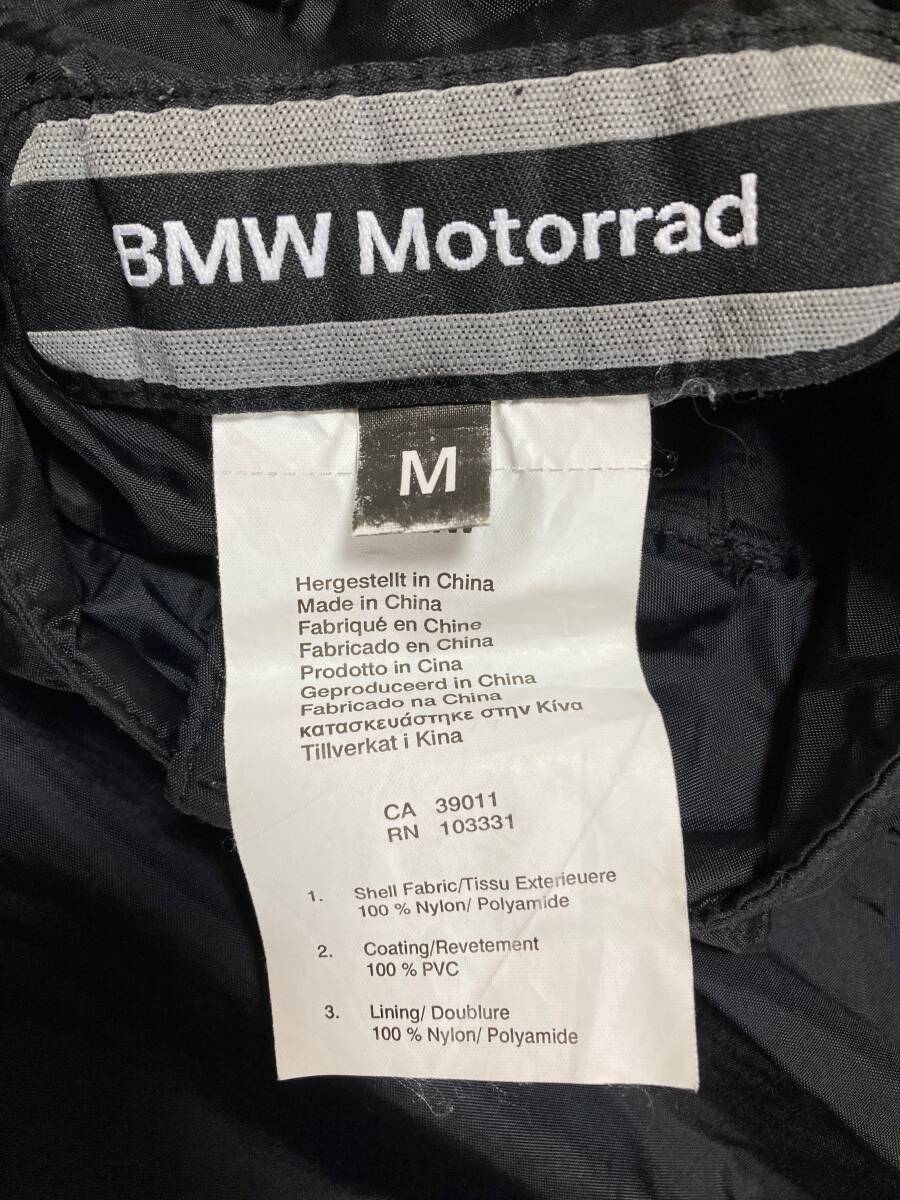 BMW Motorrad
M
Hergestellt in China
Made in China
Fabriqué en Chine
Fabricado en China
Prodotto in Cina
Geproduceerd in China
Fabricado na China
κατασκευάστηκε στην Κίνα
Tillverkat i Kina
CA 39011
RN 103331
1. Shell Fabric/Tissu Exterieuere
100 % Nylon/ Polyamide
2. Coating/Revetement
100 % PVC
3. Lining/ Doublure
100 % Nylon/ Polyamide